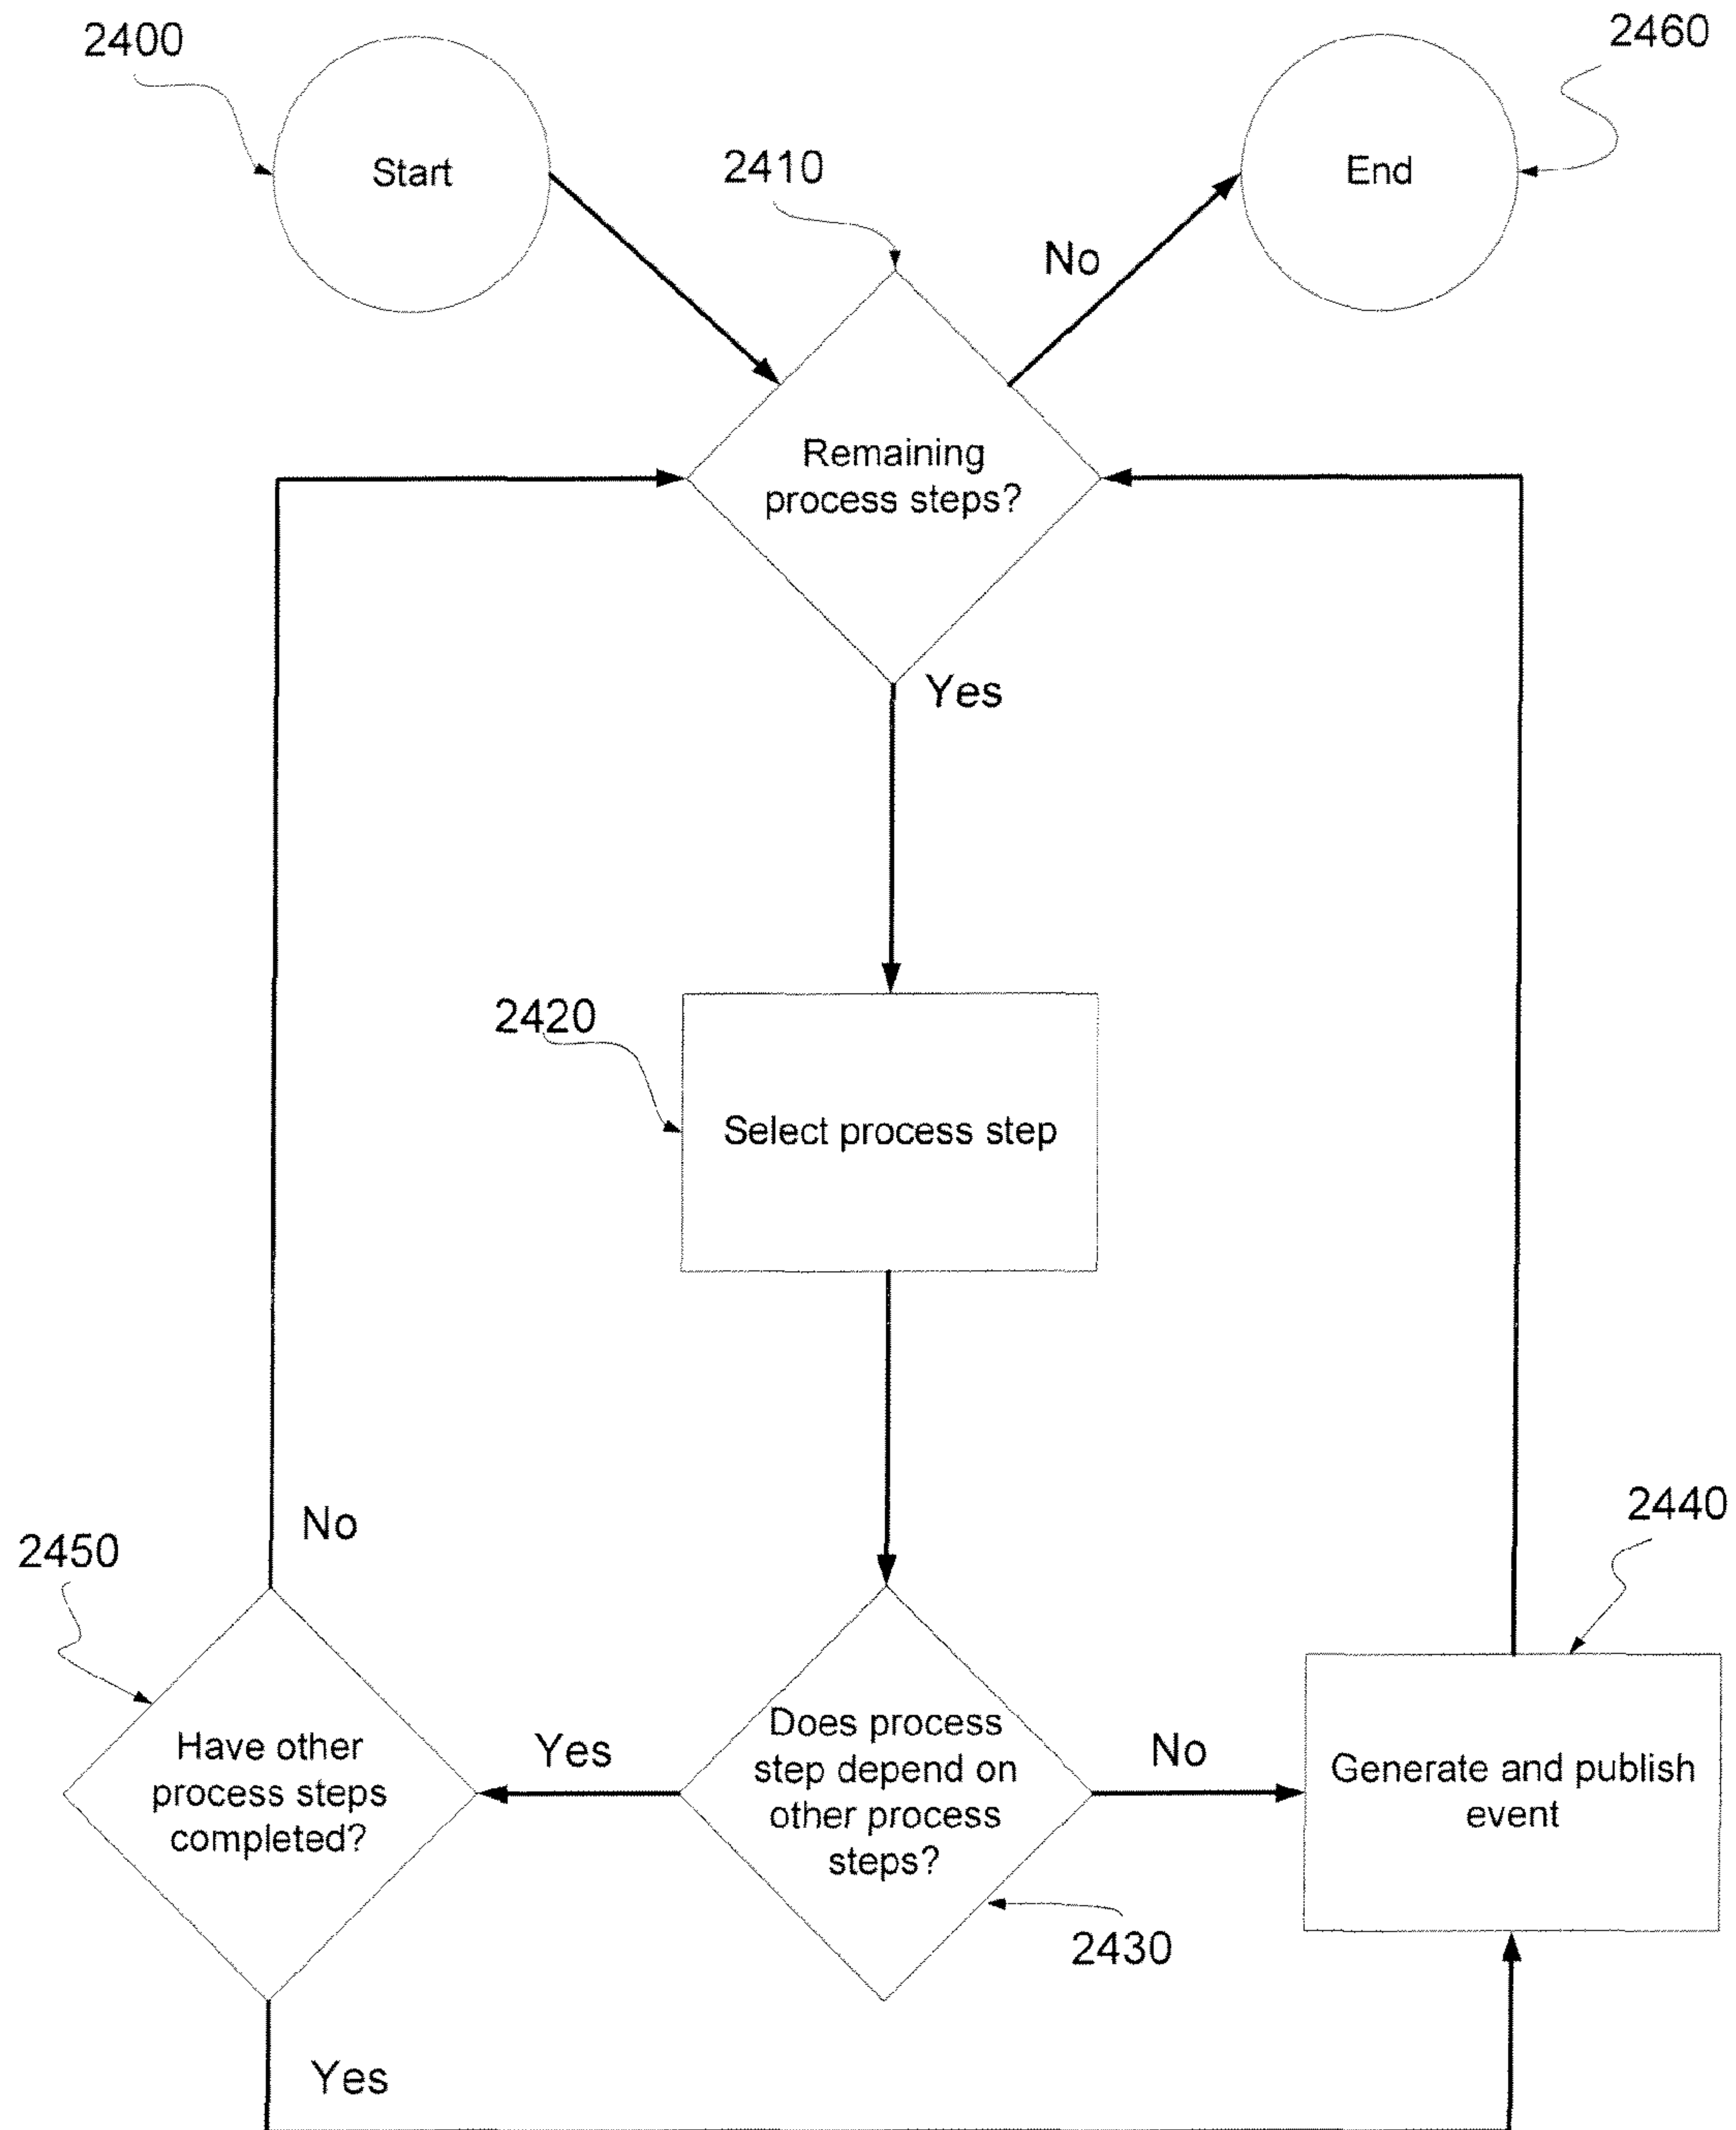 2400
2460
Start
2410
End
No
Remaining
process steps?
Yes
2420
Select process step
No
2440
2450
Does process
step depend on
other process
steps?
Have other
process steps
completed?
Yes
No
Generate and publish
event
2430
Yes